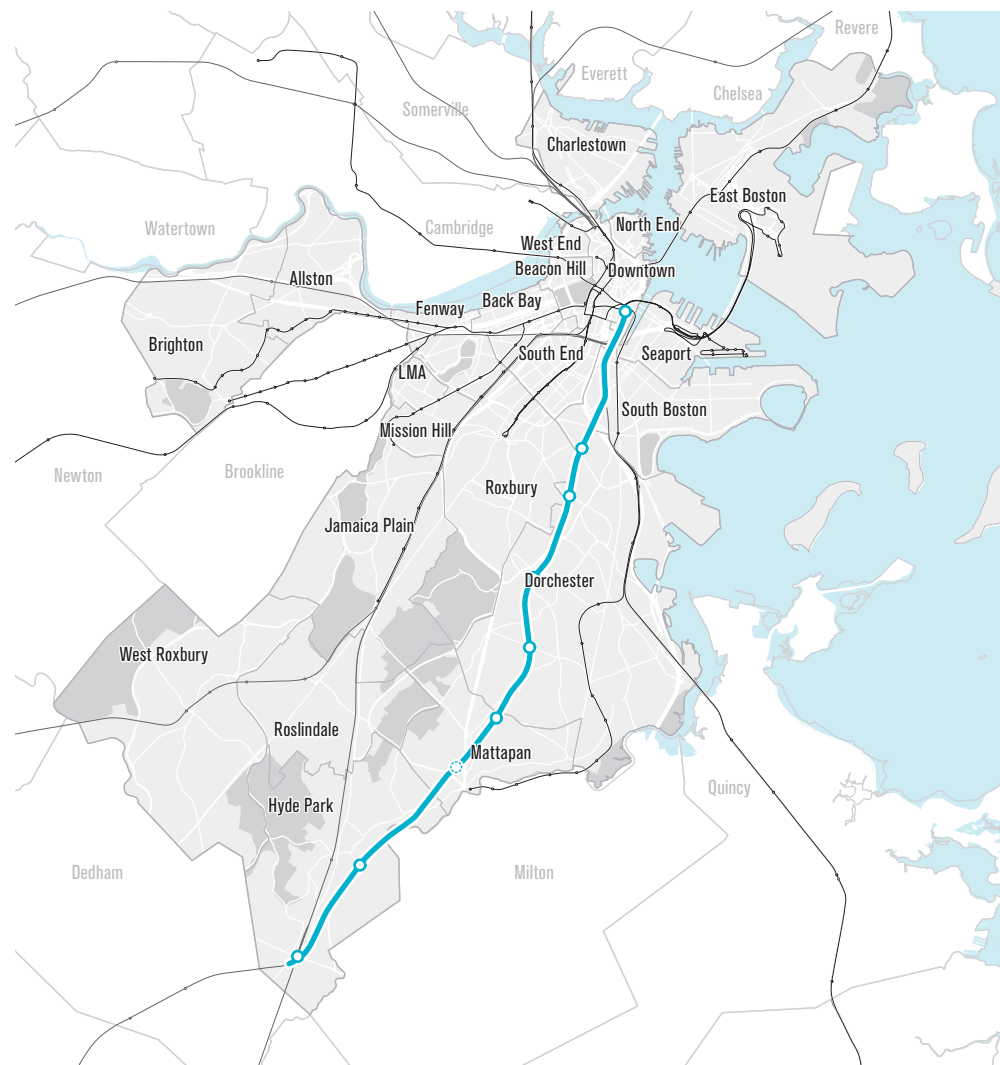 Revere
Everett
Chelsea
Somerville
Charlestown
East Boston
Watertown
Cambridge
North End
West End
Beacon Hill
Downtown
Allston
Back Bay
Fenway
Brighton
South End
Seaport
LMA
South Boston
Mission Hill
Newton
Brookline
Roxbury
Jamaica Plain
Dorchester
West Roxbury
Roslindale
Mattapan
Quincy
Hyde Park
Dedham
Milton